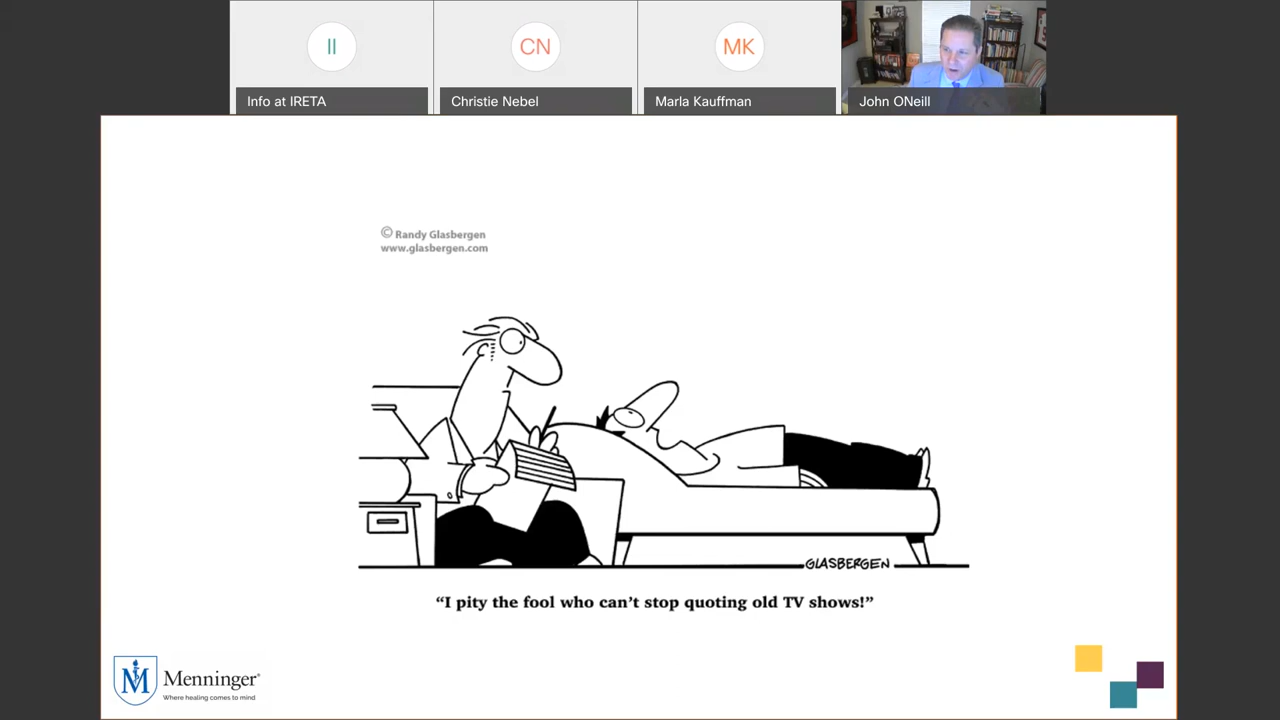 II
CN
MK
Info at IRETA
Christie Nebel
Marla Kauffman
John ONeill
© Randy Glasbergen
www.glasbergen.com
GLASBERGEN
“I pity the fool who can’t stop quoting old TV shows!”
M
Menninger®
Where healing comes to mind